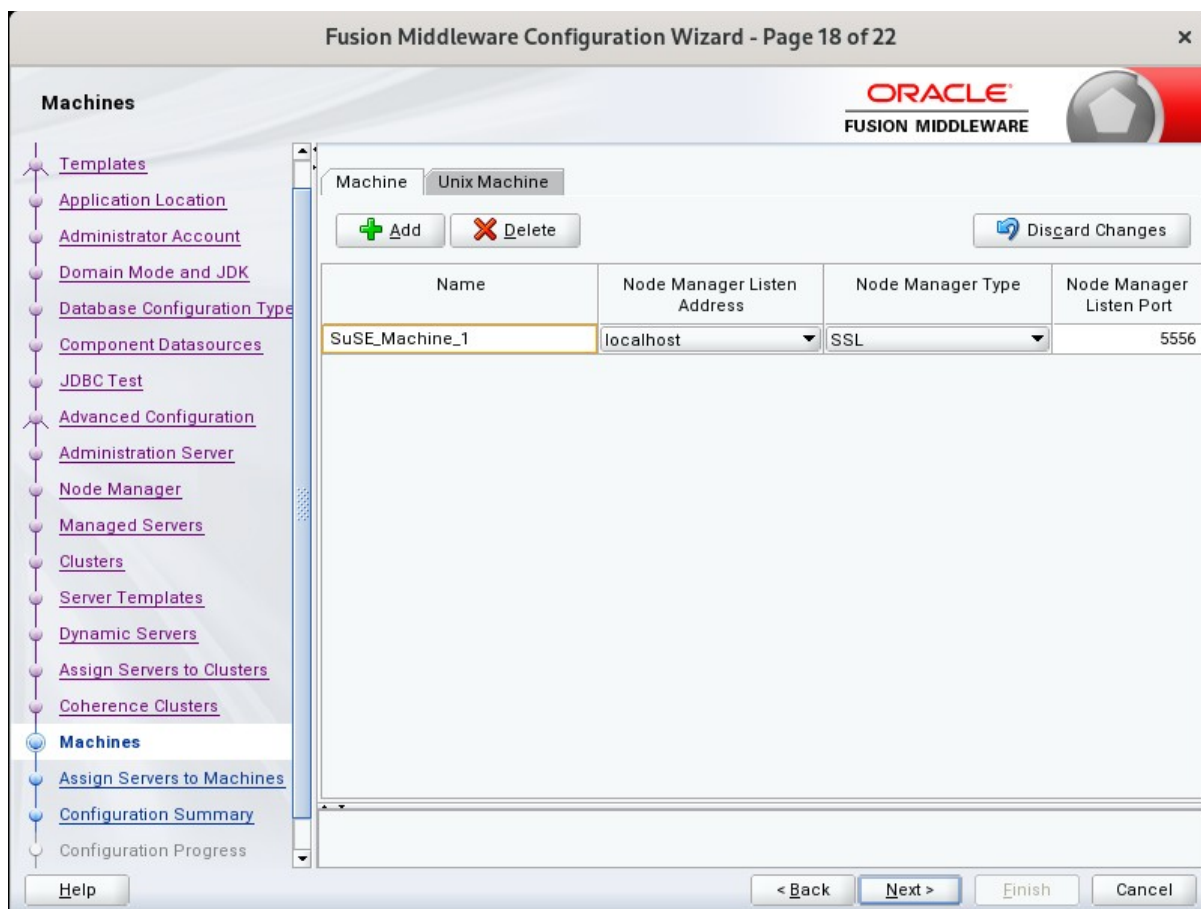 Fusion Middleware Configuration Wizard - Page 18 of 22
Machines
ORACLE
FUSION MIDDLEWARE
Templates
Application Location
Administrator Account
Domain Mode and JDK
Database Configuration Type
Component Datasources
JDBC Test
Advanced Configuration
Administration Server
Node Manager
Managed Servers
Clusters
Server Templates
Dynamic Servers
Assign Servers to Clusters
Coherence Clusters
Machines
Assign Servers to Machines
Configuration Summary
Configuration Progress
Machine Unix Machine
Add Delete Discard Changes
Name Node Manager Listen Address Node Manager Type Node Manager Listen Port
SuSE_Machine_1 localhost SSL 5556
Help < Back Next > Finish Cancel